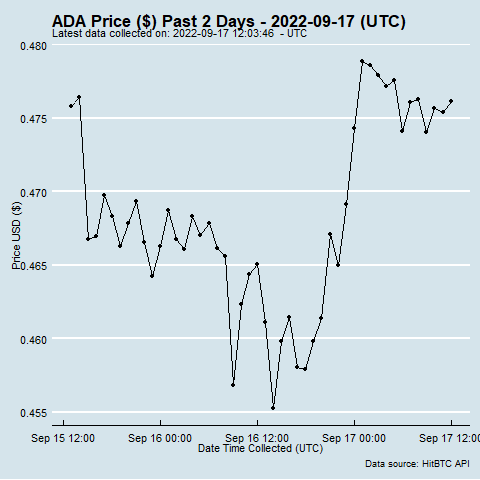 ADA Price ($) Past 2 Days - 2022-09-17 (UTC)
Latest data collected on: 2022-09-17 12:03:46 - UTC
0.480
0.475
0.470
0.465
0.460
0.455
Price USD ($)
Sep 15 12:00 Sep 16 00:00 Sep 16 12:00 Sep 17 00:00 Sep 17 12:00
Date Time Collected (UTC)
Data source: HitBTC API